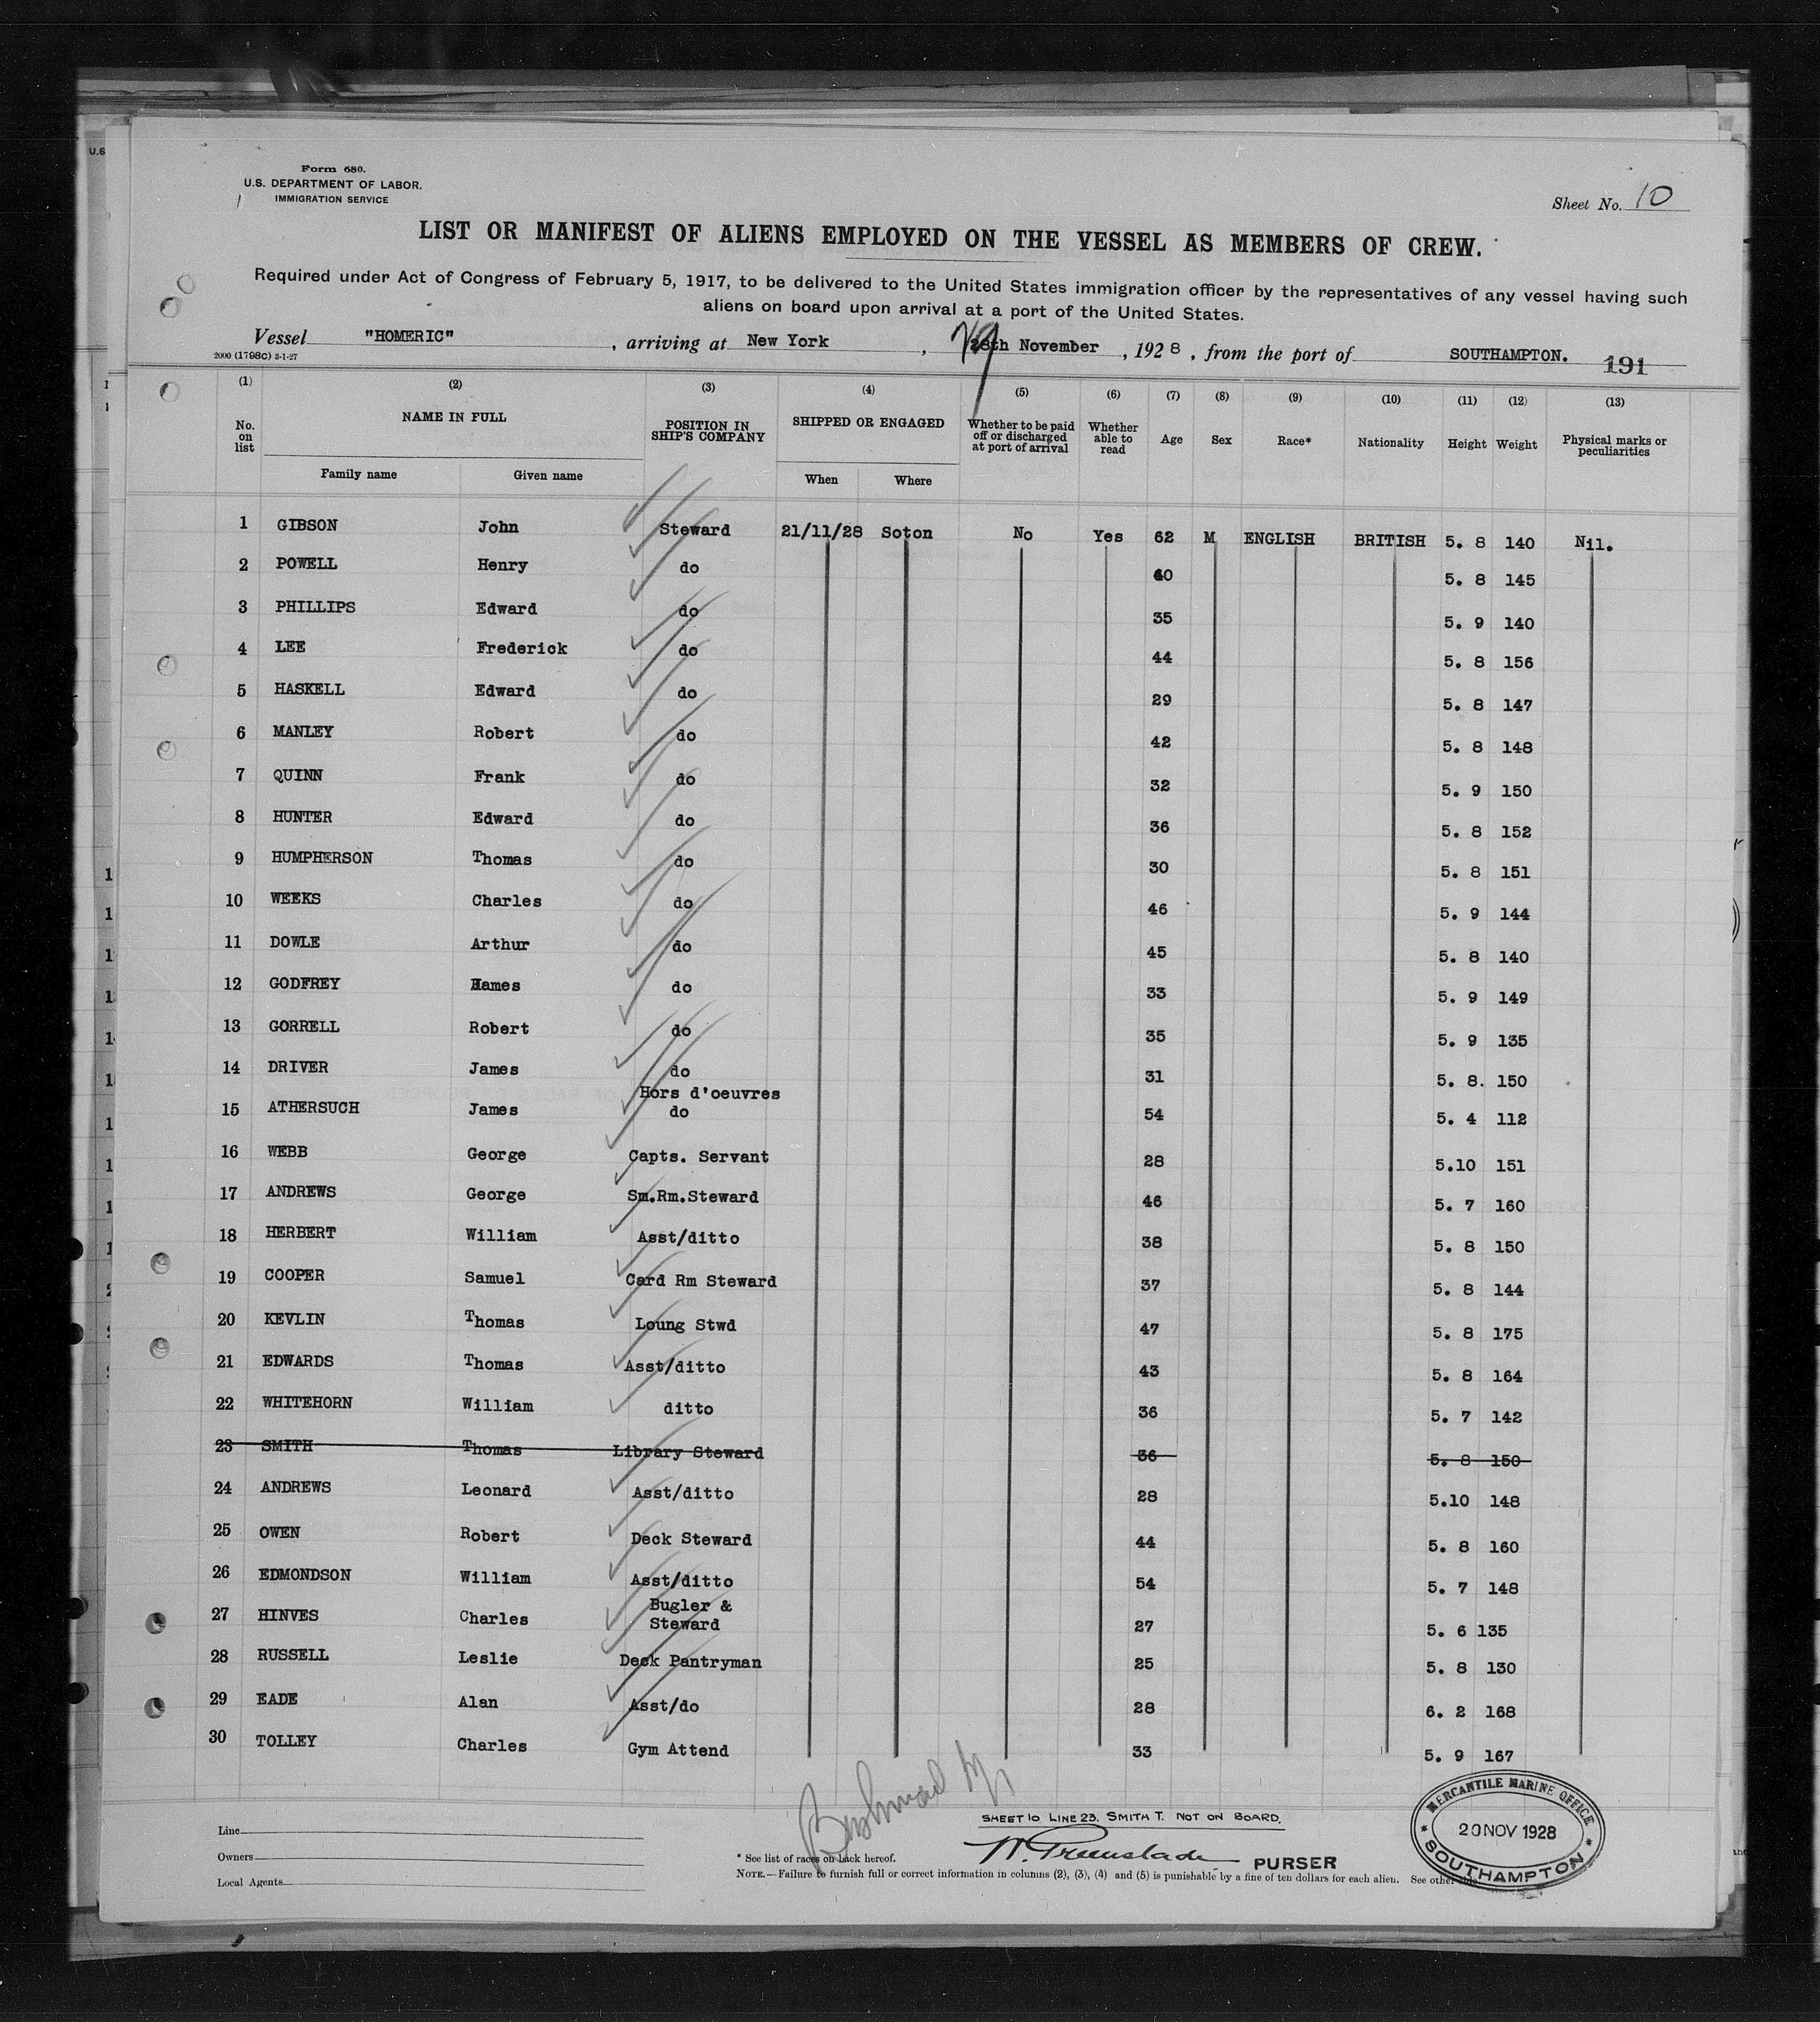 Form 680.
U.S. DEPARTMENT OF LABOR.
IMMIGRATION SERVICE
Sheet No. 10
LIST OR MANIFEST OF ALIENS EMPLOYED ON THE VESSEL AS MEMBERS OF CREW.
Required under Act of Congress of February 5, 1917, to be delivered to the United States immigration officer by the representatives of any vessel having such
aliens on board upon arrival at a port of the United States.
Vessel "HOMERIC", arriving at New York, 29 28th November, 1928, from the port of SOUTHAMPTON. 191
2000 (1798C) 3-1-27
(1) (2) (3) (4) (5) (6) (7) (8) (9) (10) (11) (12) (13)
No. on list NAME IN FULL POSITION IN SHIP'S COMPANY SHIPPED OR ENGAGED Whether to be paid off or discharged at port of arrival Whether able to read Age Sex Race* Nationality Height Weight Physical marks or peculiarities
Family name Given name When Where
1 GIBSON John Steward 21/11/28 Soton No Yes 62 M ENGLISH BRITISH 5. 8 140 Nil.
2 POWELL Henry do 40 5. 8 145
3 PHILLIPS Edward do 35 5. 9 140
4 LEE Frederick do 44 5. 8 156
5 HASKELL Edward do 29 5. 8 147
6 MANLEY Robert do 42 5. 8 148
7 QUINN Frank do 32 5. 9 150
8 HUNTER Edward do 36 5. 8 152
9 HUMPHERSON Thomas do 30 5. 8 151
10 WEEKS Charles do 46 5. 9 144
11 DOWLE Arthur do 45 5. 8 140
12 GODFREY Hames do 33 5. 9 149
13 GORRELL Robert do 35 5. 9 135
14 DRIVER James do 31 5. 8. 150
15 ATHERSUCH James Hors d'oeuvres do 54 5. 4 112
16 WEBB George Capts. Servant 28 5.10 151
17 ANDREWS George Sm.Rm.Steward 46 5. 7 160
18 HERBERT William Asst/ditto 38 5. 8 150
19 COOPER Samuel Card Rm Steward 37 5. 8 144
20 KEVLIN Thomas Loung Stwd 47 5. 8 175
21 EDWARDS Thomas Asst/ditto 43 5. 8 164
22 WHITEHORN William ditto 36 5. 7 142
23 SMITH Thomas Library Steward 36 5. 8 150
24 ANDREWS Leonard Asst/ditto 28 5.10 148
25 OWEN Robert Deck Steward 44 5. 8 160
26 EDMONDSON William Asst/ditto 54 5. 7 148
27 HINVES Charles Bugler & Steward 27 5. 6 135
28 RUSSELL Leslie Deck Pantryman 25 5. 8 130
29 EADE Alan Asst/do 28 6. 2 168
30 TOLLEY Charles Gym Attend 33 5. 9 167
SHEET 10 LINE 23. SMITH T. NOT ON BOARD.
W. Greenslade PURSER
MERCANTILE MARINE OFFICE
20 NOV 1928
SOUTHAMPTON
Line
Owners
Local Agents
* See list of races on back hereof.
NOTE.—Failure to furnish full or correct information in columns (2), (3), (4) and (5) is punishable by a fine of ten dollars for each alien. See other side